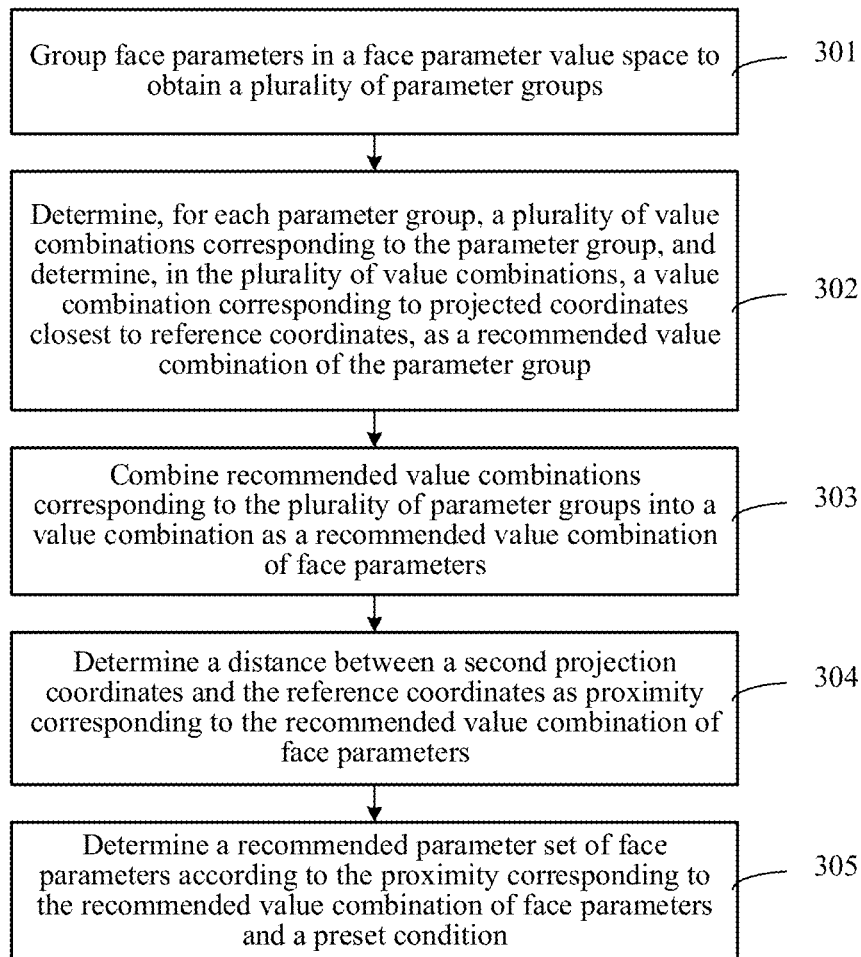 Group face parameters in a face parameter value space to
obtain a plurality of parameter groups
301
Determine, for each parameter group, a plurality of value
combinations corresponding to the parameter group, and
determine, in the plurality of value combinations, a value
combination corresponding to projected coordinates
closest to reference coordinates, as a recommended value
combination of the parameter group
302
Combine recommended value combinations
corresponding to the plurality of parameter groups into a
value combination as a recommended value combination
of face parameters
303
Determine a distance between a second projection
coordinates and the reference coordinates as proximity
corresponding to the recommended value combination of
face parameters
304
Determine a recommended parameter set of face
parameters according to the proximity corresponding to
the recommended value combination of face parameters
and a preset condition
305